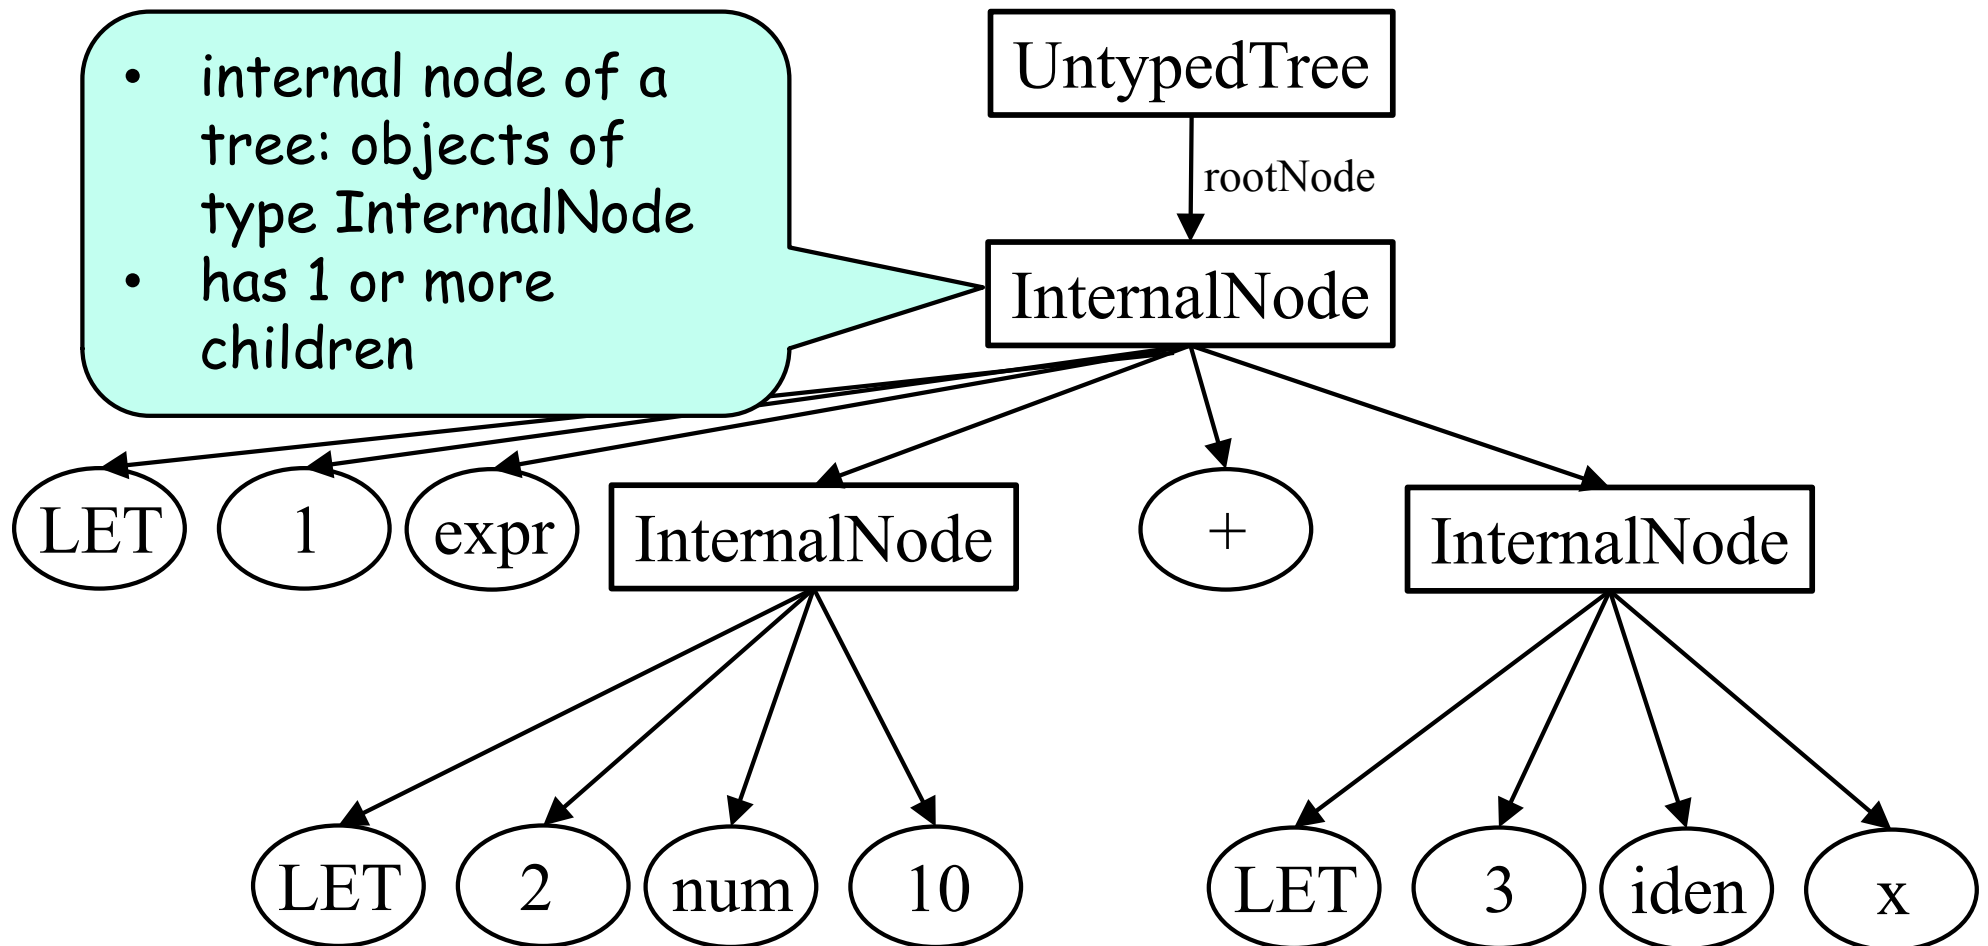 • internal node of a
tree: objects of
type InternalNode
• has 1 or more
children
UntypedTree
rootNode
InternalNode
LET
1
expr
InternalNode
+
InternalNode
LET
2
num
10
LET
3
iden
x